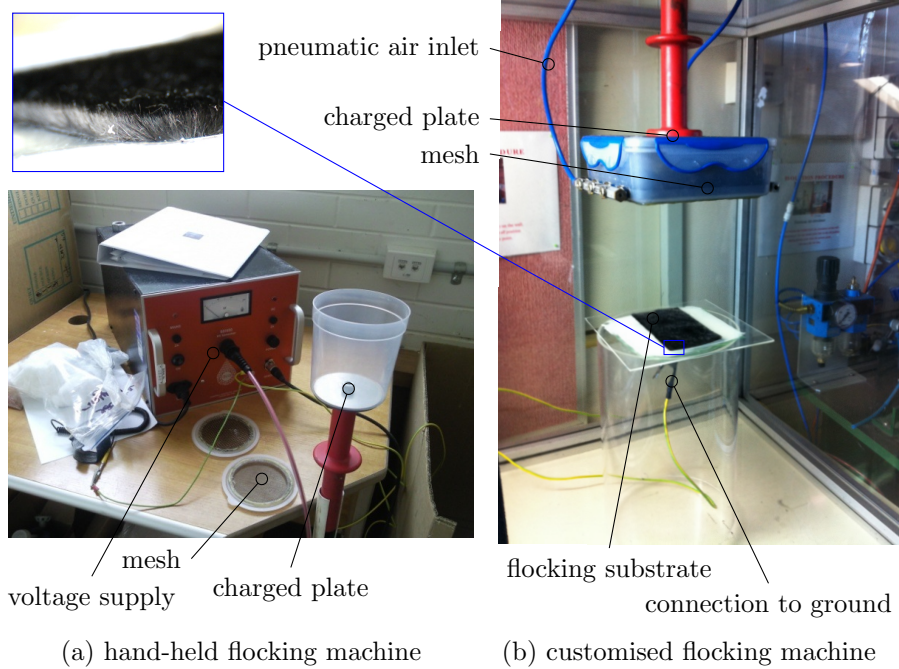 pneumatic air inlet
charged plate
mesh
mesh
voltage supply
charged plate
flocking substrate
connection to ground
(a) hand-held flocking machine
(b) customised flocking machine